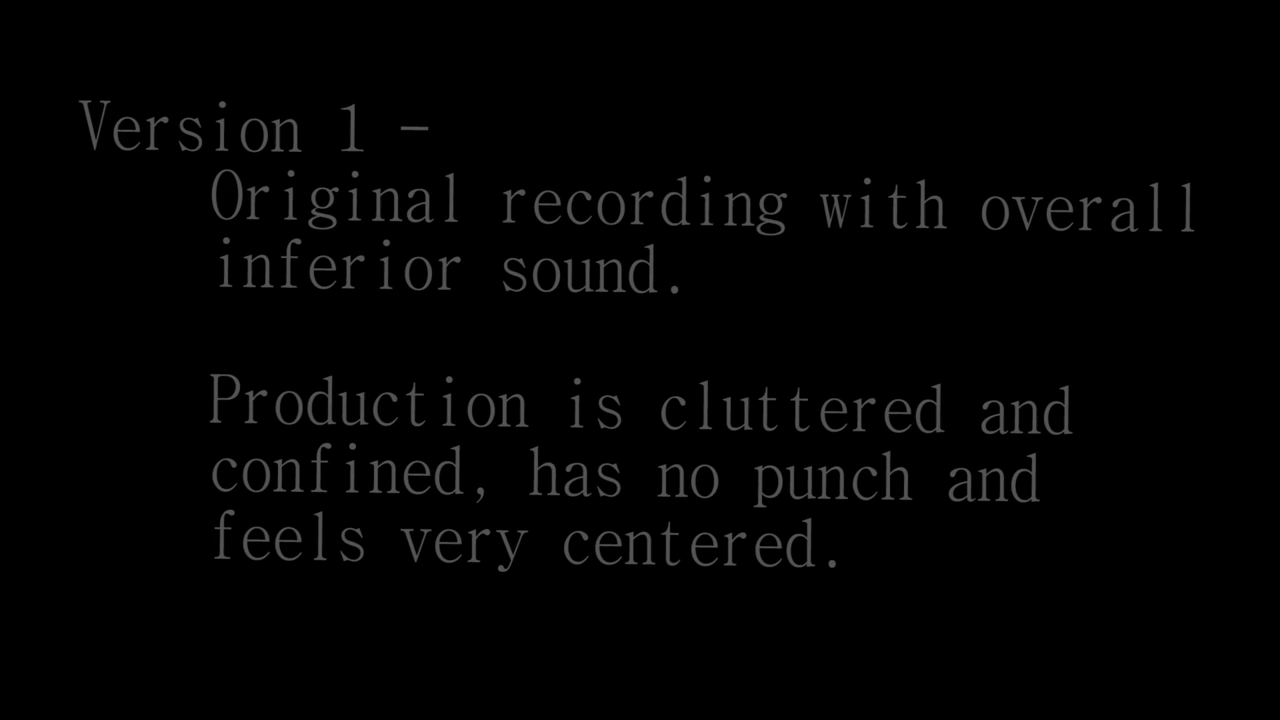 Version 1 -
Original recording with overall
inferior sound.
Production is cluttered and
confined, has no punch and
feels very centered.